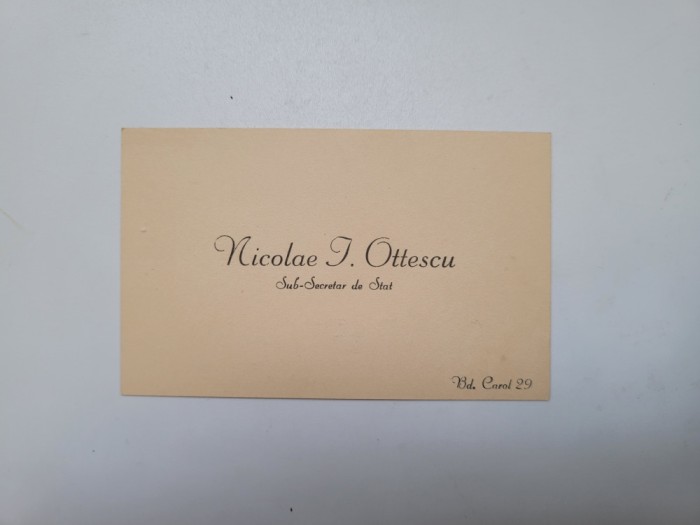 Nicolae I. Ottescu
Sub-Secretar de Stat
Bd. Carol 29